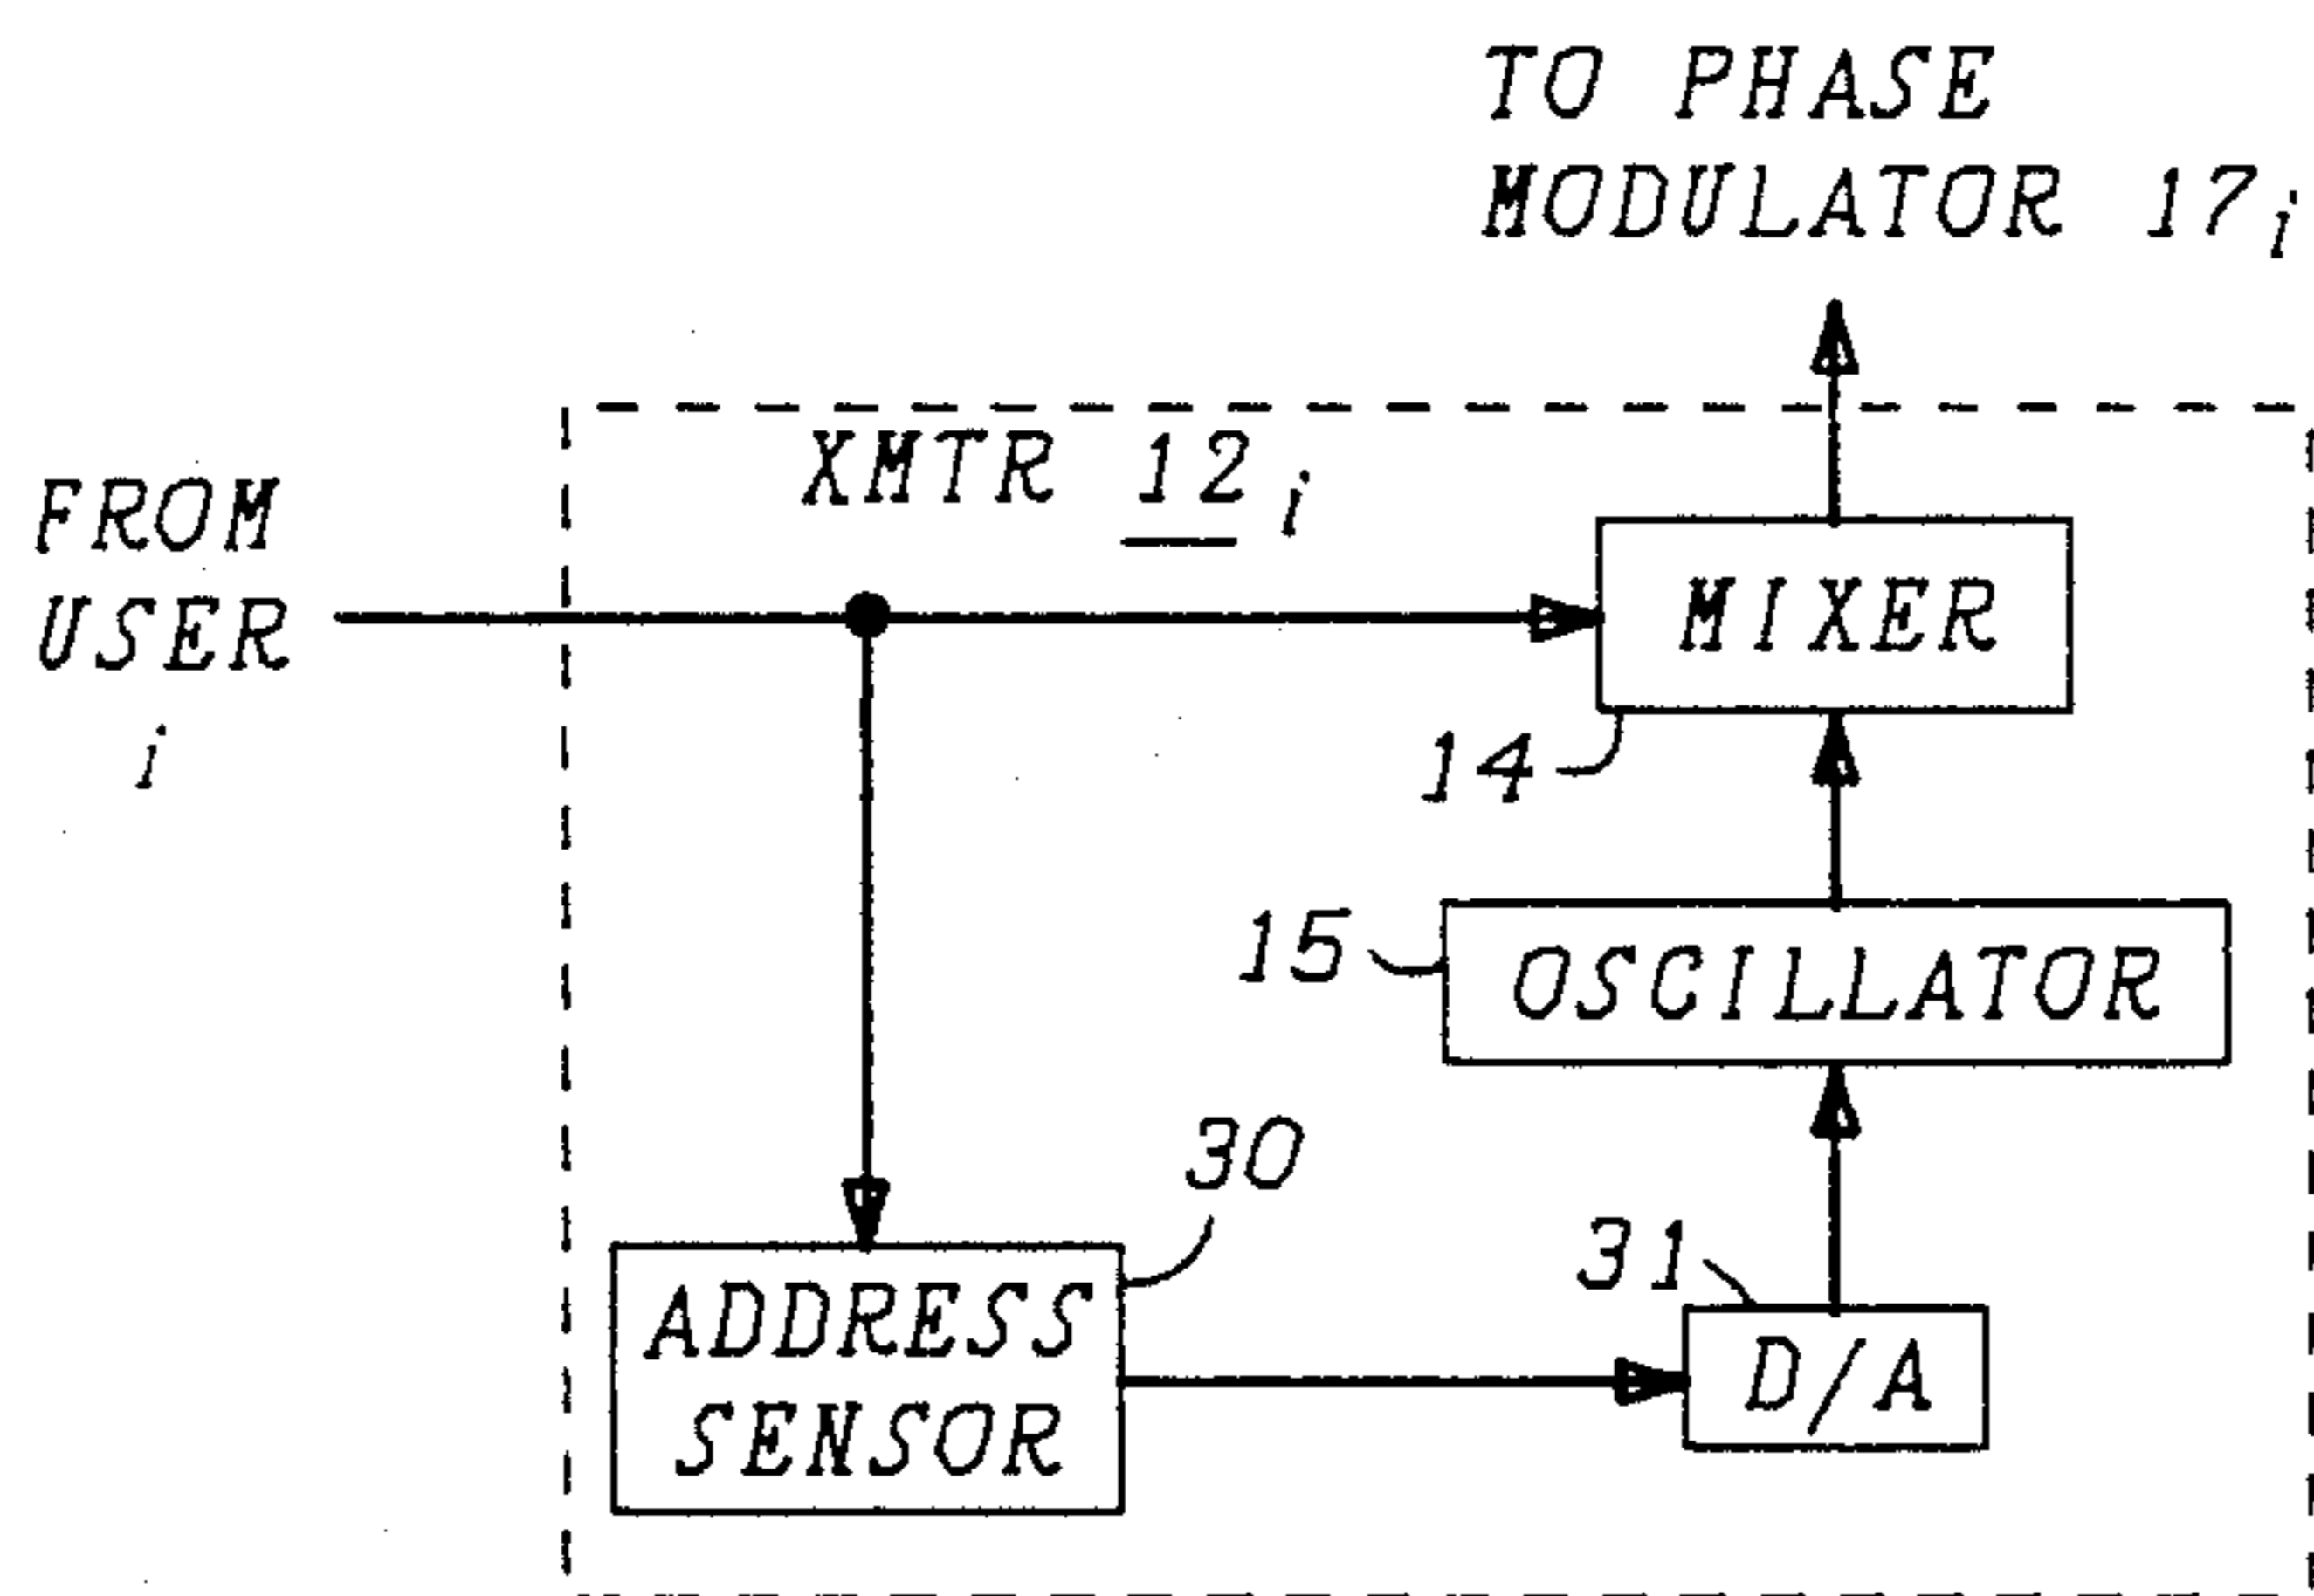 TO PHASE
MODULATOR 17i
XMTR 12i
FROM
USER
i
MIXER
14
15
OSCILLATOR
30
31
ADDRESS
SENSOR
D/A